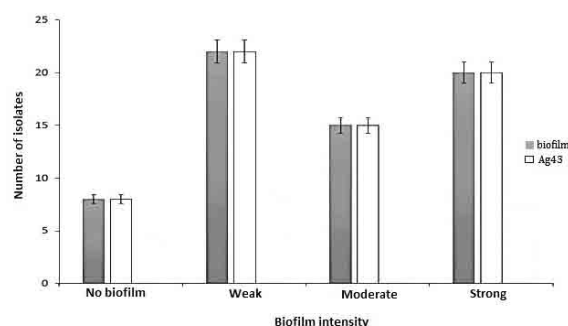 25
20
15
10
5
0
Number of isolates
No biofilm
Weak
Moderate
Strong
Biofilm intensity
biofilm
Ag43